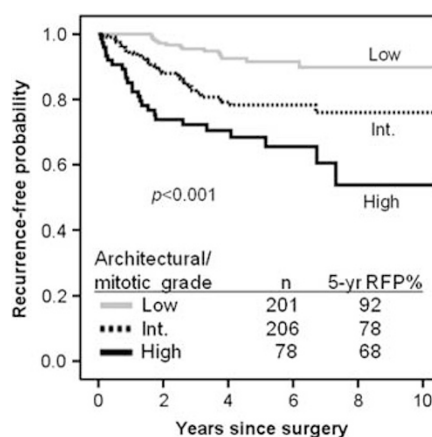 Recurrence-free probability
1.0
0.8
0.6
0.4
0.2
0.0
Low
Int.
High
p<0.001
Architectural/
mitotic grade n 5-yr RFP%
Low 201 92
Int. 206 78
High 78 68
0 2 4 6 8 10
Years since surgery